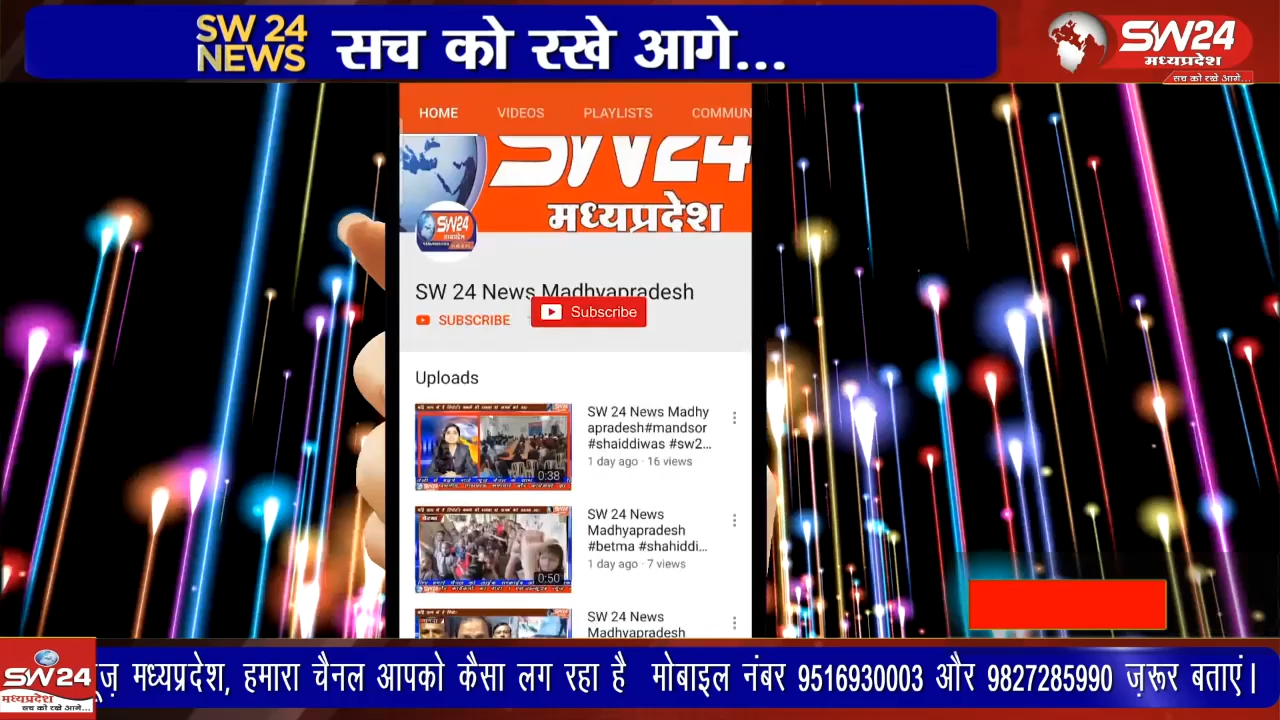 SW 24
NEWS
सच को रखे आगे...
SW24
मध्यप्रदेश
सच को रखे आगे...
HOME VIDEOS PLAYLISTS COMMUN
SW24
मध्यप्रदेश
SW24
SW 24 News Madhyapradesh
SUBSCRIBE
Subscribe
Uploads
SW 24 News Madhy
apradesh#mandsor
#shaiddiwas #sw2...
1 day ago · 16 views
0:38
SW 24 News
Madhyapradesh
#betma #shahiddi...
1 day ago · 7 views
0:50
SW 24 News
Madhyapradesh
SW24
मध्यप्रदेश
सच को रखे आगे...
मध्यप्रदेश, हमारा चैनल आपको कैसा लग रहा है मोबाइल नंबर 9516930003 और 9827285990 ज़रूर बताएं।